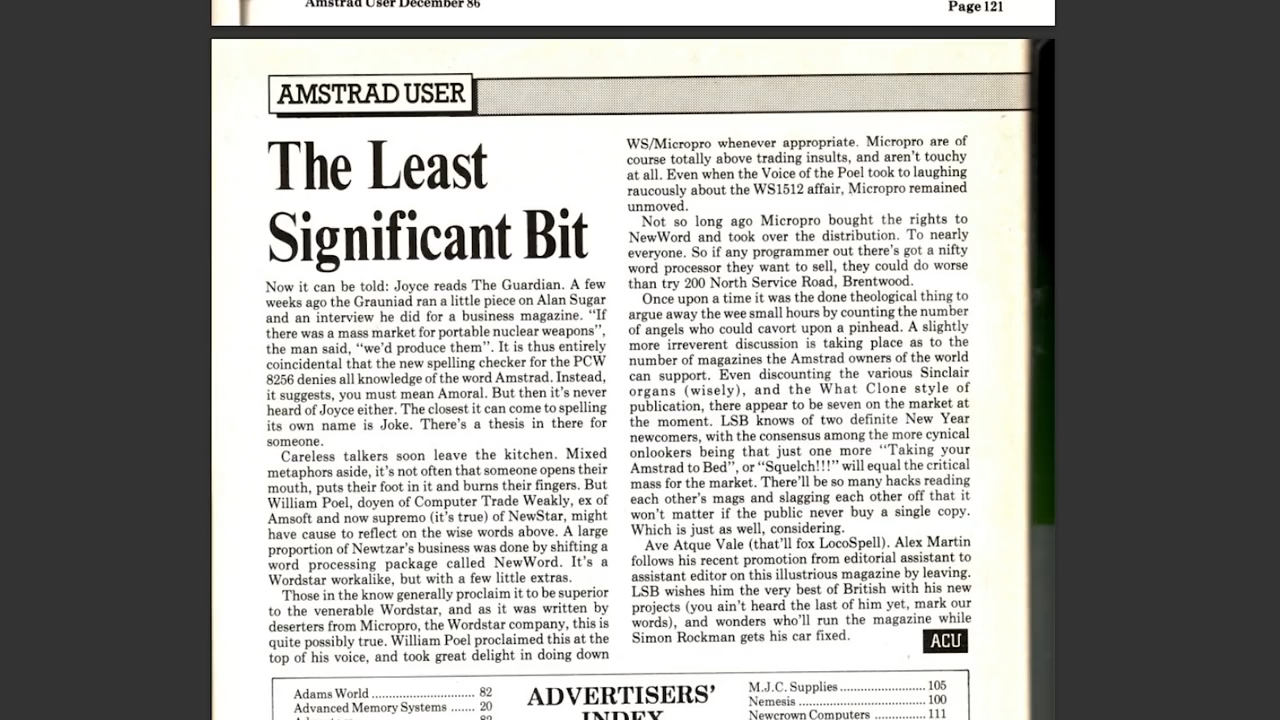 Amstrad User December 86
Page 121
AMSTRAD USER
The Least
Significant Bit
Now it can be told: Joyce reads The Guardian. A few
weeks ago the Grauniad ran a little piece on Alan Sugar
and an interview he did for a business magazine. "If
there was a mass market for portable nuclear weapons",
the man said, "we'd produce them". It is thus entirely
coincidental that the new spelling checker for the PCW
8256 denies all knowledge of the word Amstrad. Instead,
it suggests, you must mean Amoral. But then it's never
heard of Joyce either. The closest it can come to spelling
its own name is Joke. There's a thesis in there for
someone.
Careless talkers soon leave the kitchen. Mixed
metaphors aside, it's not often that someone opens their
mouth, puts their foot in it and burns their fingers. But
William Poel, doyen of Computer Trade Weakly, ex of
Amsoft and now supremo (it's true) of NewStar, might
have cause to reflect on the wise words above. A large
proportion of Newtzar's business was done by shifting a
word processing package called NewWord. It's a
Wordstar workalike, but with a few little extras.
Those in the know generally proclaim it to be superior
to the venerable Wordstar, and as it was written by
deserters from Micropro, the Wordstar company, this is
quite possibly true. William Poel proclaimed this at the
top of his voice, and took great delight in doing down
WS/Micropro whenever appropriate. Micropro are of
course totally above trading insults, and aren't touchy
at all. Even when the Voice of the Poel took to laughing
raucously about the WS1512 affair, Micropro remained
unmoved.
Not so long ago Micropro bought the rights to
NewWord and took over the distribution. To nearly
everyone. So if any programmer out there's got a nifty
word processor they want to sell, they could do worse
than try 200 North Service Road, Brentwood.
Once upon a time it was the done theological thing to
argue away the wee small hours by counting the number
of angels who could cavort upon a pinhead. A slightly
more irreverent discussion is taking place as to the
number of magazines the Amstrad owners of the world
can support. Even discounting the various Sinclair
organs (wisely), and the What Clone style of
publication, there appear to be seven on the market at
the moment. LSB knows of two definite New Year
newcomers, with the consensus among the more cynical
onlookers being that just one more "Taking your
Amstrad to Bed", or "Squelch!!!" will equal the critical
mass for the market. There'll be so many hacks reading
each other's mags and slagging each other off that it
won't matter if the public never buy a single copy.
Which is just as well, considering.
Ave Atque Vale (that'll fox LocoSpell). Alex Martin
follows his recent promotion from editorial assistant to
assistant editor on this illustrious magazine by leaving.
LSB wishes him the very best of British with his new
projects (you ain't heard the last of him yet, mark our
words), and wonders who'll run the magazine while
Simon Rockman gets his car fixed.
ACU
Adams World ........................... 82
Advanced Memory Systems ....... 20
ADVERTISERS'
INDEX
M.J.C. Supplies ........................ 105
Nemesis ................................... 100
Newcrown Computers .............. 111